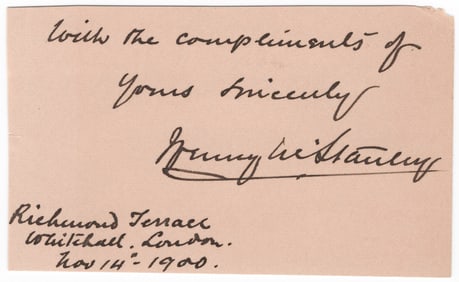 With the compliments of
Yours Sincerely
Henry M Stanley
Richmond Terrace
Whitehall. London.
Nov 14th 1900.